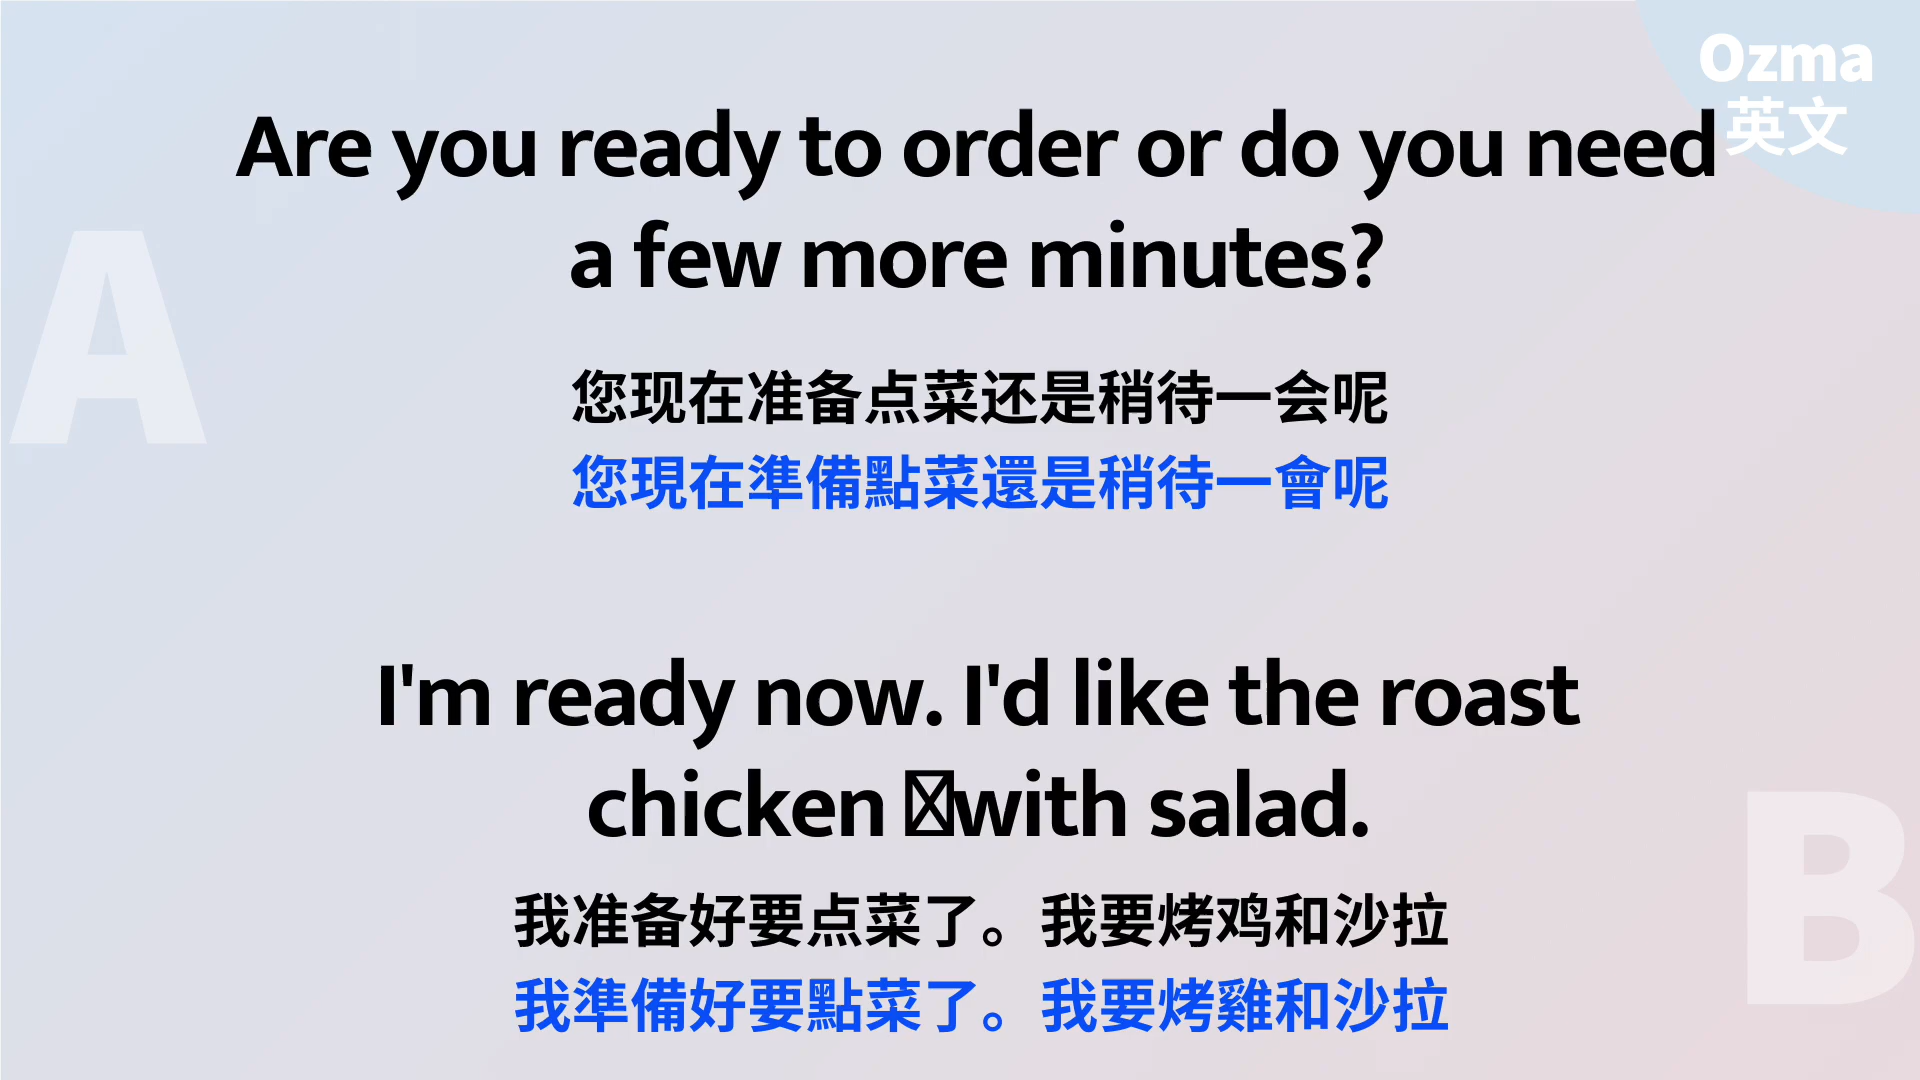 Ozma
英文
A
Are you ready to order or do you need
a few more minutes?
您现在准备点菜还是稍待一会呢
您現在準備點菜還是稍待一會呢
B
I'm ready now. I'd like the roast
chicken with salad.
我准备好要点菜了。我要烤鸡和沙拉
我準備好要點菜了。我要烤雞和沙拉